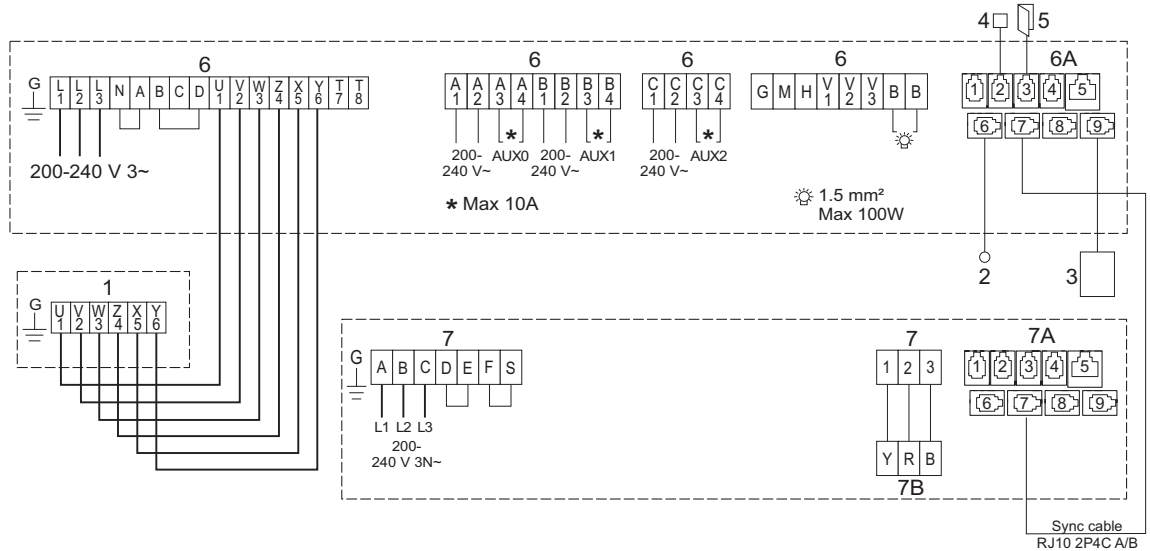 4 5
6 6 6 6 6A
G L1 L2 L3 N A B C D U1 V2 W3 Z4 X5 Y6 T7 T8
A1 A2 A3 A4 B1 B2 B3 B4
C1 C2 C3 C4
G M H V1 V2 V3 B B
1 2 3 4 5
6 7 8 9
200-240 V 3~
200-
240 V~
* AUX0
200-
240 V~
* AUX1
200-
240 V~
* AUX2
* Max 10A
1.5 mm²
Max 100W
2 3
1
G U1 V2 W3 Z4 X5 Y6
7 7 7A
G A B C D E F S
1 2 3
1 2 3 4 5
6 7 8 9
L1 L2 L3
200-
240 V 3N~
Y R B
7B
Sync cable
RJ10 2P4C A/B